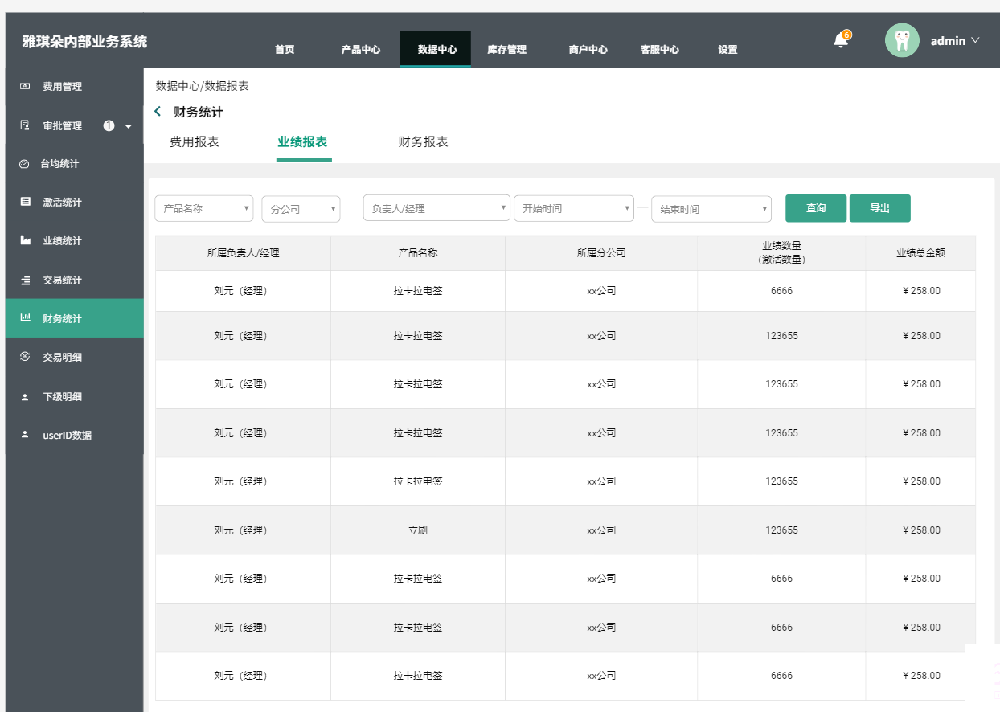 雅琪朵内部业务系统
首页 产品中心 数据中心 库存管理 商户中心 客服中心 设置
6
admin
费用管理
审批管理 1
台均统计
激活统计
业绩统计
交易统计
财务统计
交易明细
下级明细
userID数据
数据中心/数据报表
财务统计
费用报表 业绩报表 财务报表
产品名称 分公司 负责人/经理 开始时间 — 结束时间 查询 导出
所属负责人/经理 产品名称 所属分公司 业绩数量 业绩总金额
(激活数量)
刘元（经理） 拉卡拉电签 xx公司 6666 ¥258.00
刘元（经理） 拉卡拉电签 xx公司 123655 ¥258.00
刘元（经理） 拉卡拉电签 xx公司 123655 ¥258.00
刘元（经理） 拉卡拉电签 xx公司 123655 ¥258.00
刘元（经理） 拉卡拉电签 xx公司 123655 ¥258.00
刘元（经理） 立刷 xx公司 123655 ¥258.00
刘元（经理） 拉卡拉电签 xx公司 6666 ¥258.00
刘元（经理） 拉卡拉电签 xx公司 6666 ¥258.00
刘元（经理） 拉卡拉电签 xx公司 6666 ¥258.00